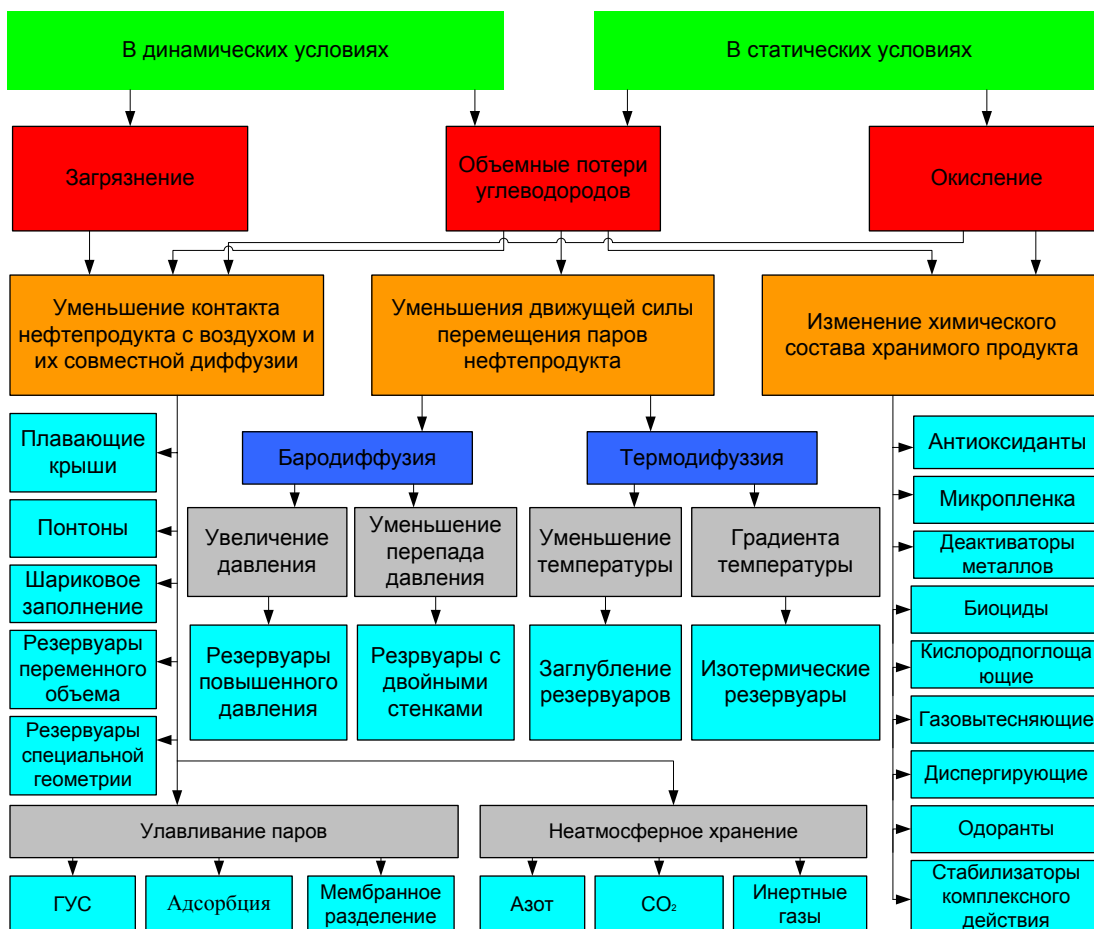 В динамических условиях
В статических условиях
Загрязнение
Объемные потери
углеводородов
Окисление
Уменьшение контакта
нефтепродукта с воздухом и
их совместной диффузии
Уменьшения движущей силы
перемещения паров
нефтепродукта
Изменение химического
состава хранимого продукта
Плавающие
крыши
Понтоны
Шариковое
заполнение
Резервуары
переменного
объема
Резервуары
специальной
геометрии
Бародиффузия
Термодифуззия
Увеличение
давления
Уменьшение
перепада
давления
Уменьшение
температуры
Градиента
температуры
Резервуары
повышенного
давления
Резрвуары с
двойными
стенками
Заглубление
резервуаров
Изотермические
резервуары
Антиоксиданты
Микропленка
Деактиваторы
металлов
Биоциды
Кислородпоглоща
ющие
Газовытесняющие
Диспергирующие
Одоранты
Стабилизаторы
комплексного
действия
Улавливание паров
Неатмосферное хранение
ГУС
Адсорбция
Мембранное
разделение
Азот
CO₂
Инертные
газы